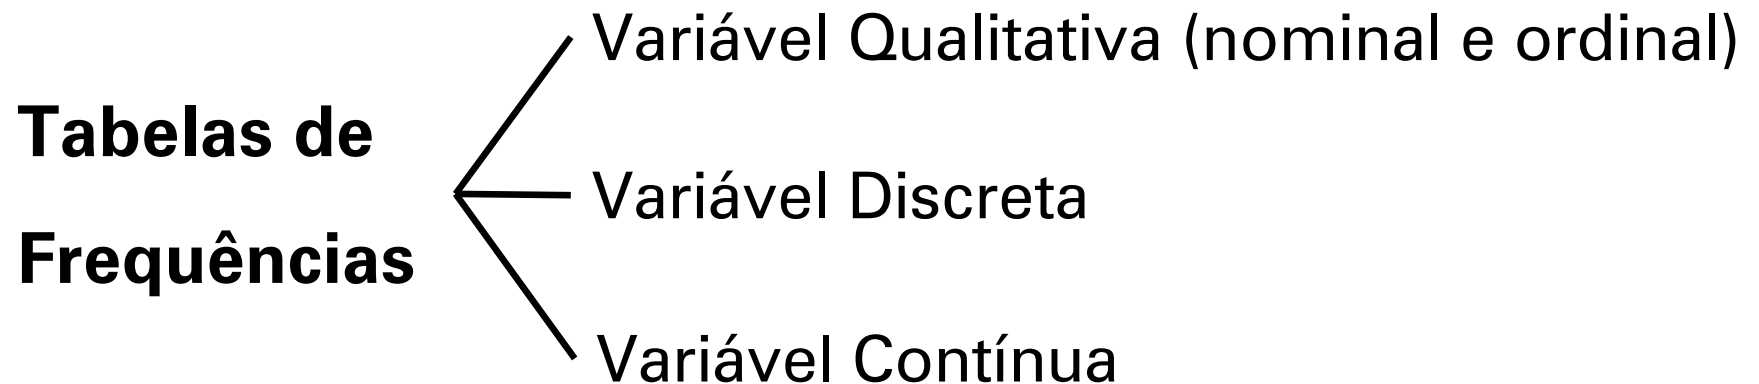 Tabelas de
Frequências
Variável Qualitativa (nominal e ordinal)
Variável Discreta
Variável Contínua